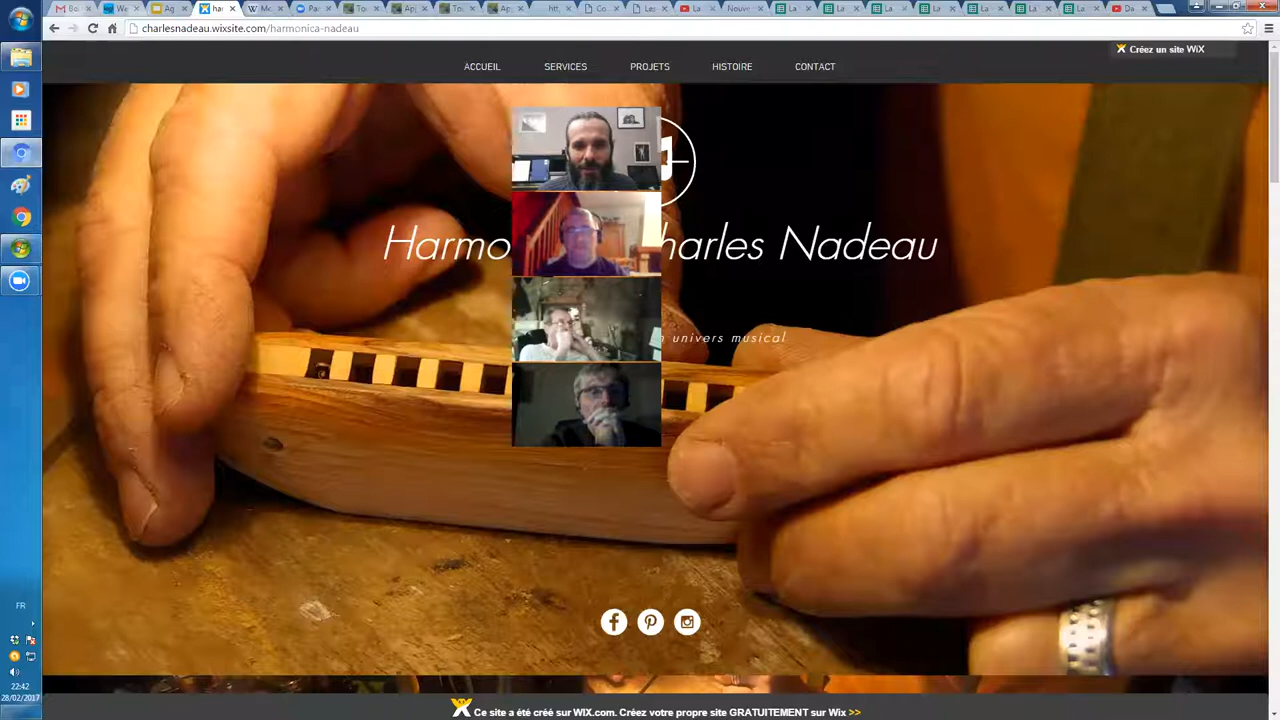 charlesnadeau.wixsite.com/harmonica-nadeau
Créez un site WiX
ACCUEIL SERVICES PROJETS HISTOIRE CONTACT
Harmo harles Nadeau
univers musical
FR
22:42
28/02/2017
Ce site a été créé sur WIX.com. Créez votre propre site GRATUITEMENT sur Wix >>